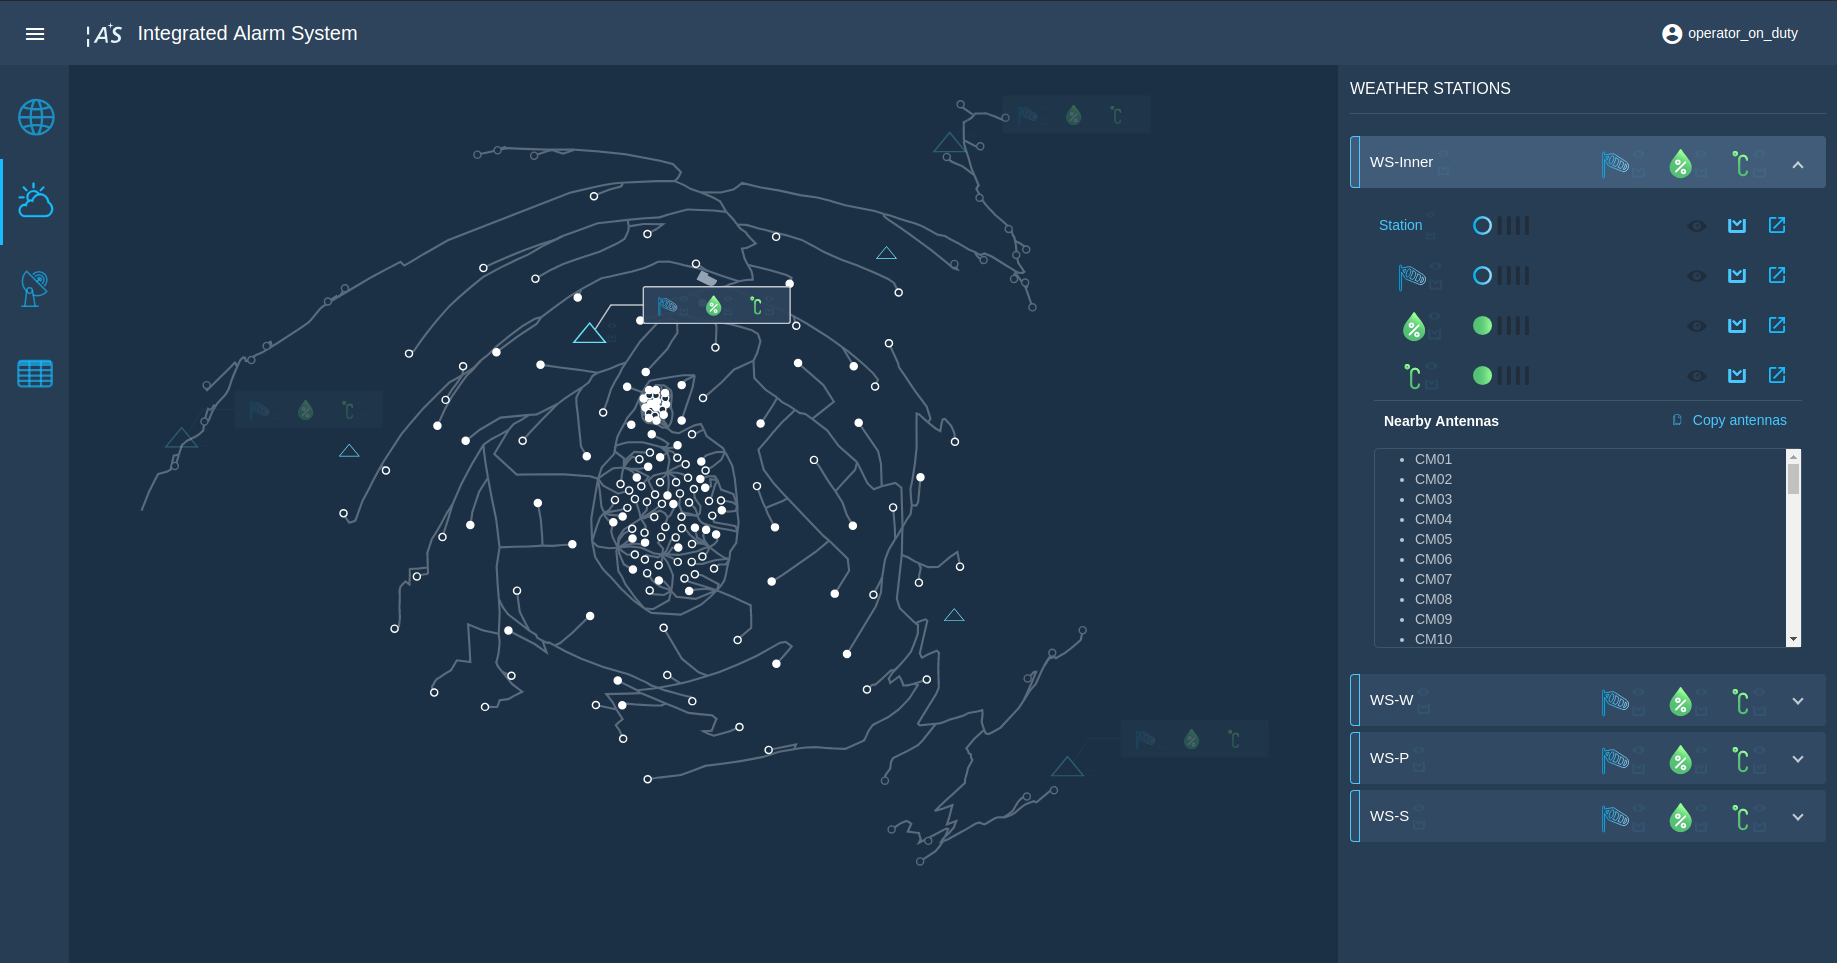 IAS Integrated Alarm System
operator_on_duty
WEATHER STATIONS
WS-Inner
% °C
Station
%
°C
Nearby Antennas
Copy antennas
CM01
CM02
CM03
CM04
CM05
CM06
CM07
CM08
CM09
CM10
WS-W
% °C
WS-P
% °C
WS-S
% °C